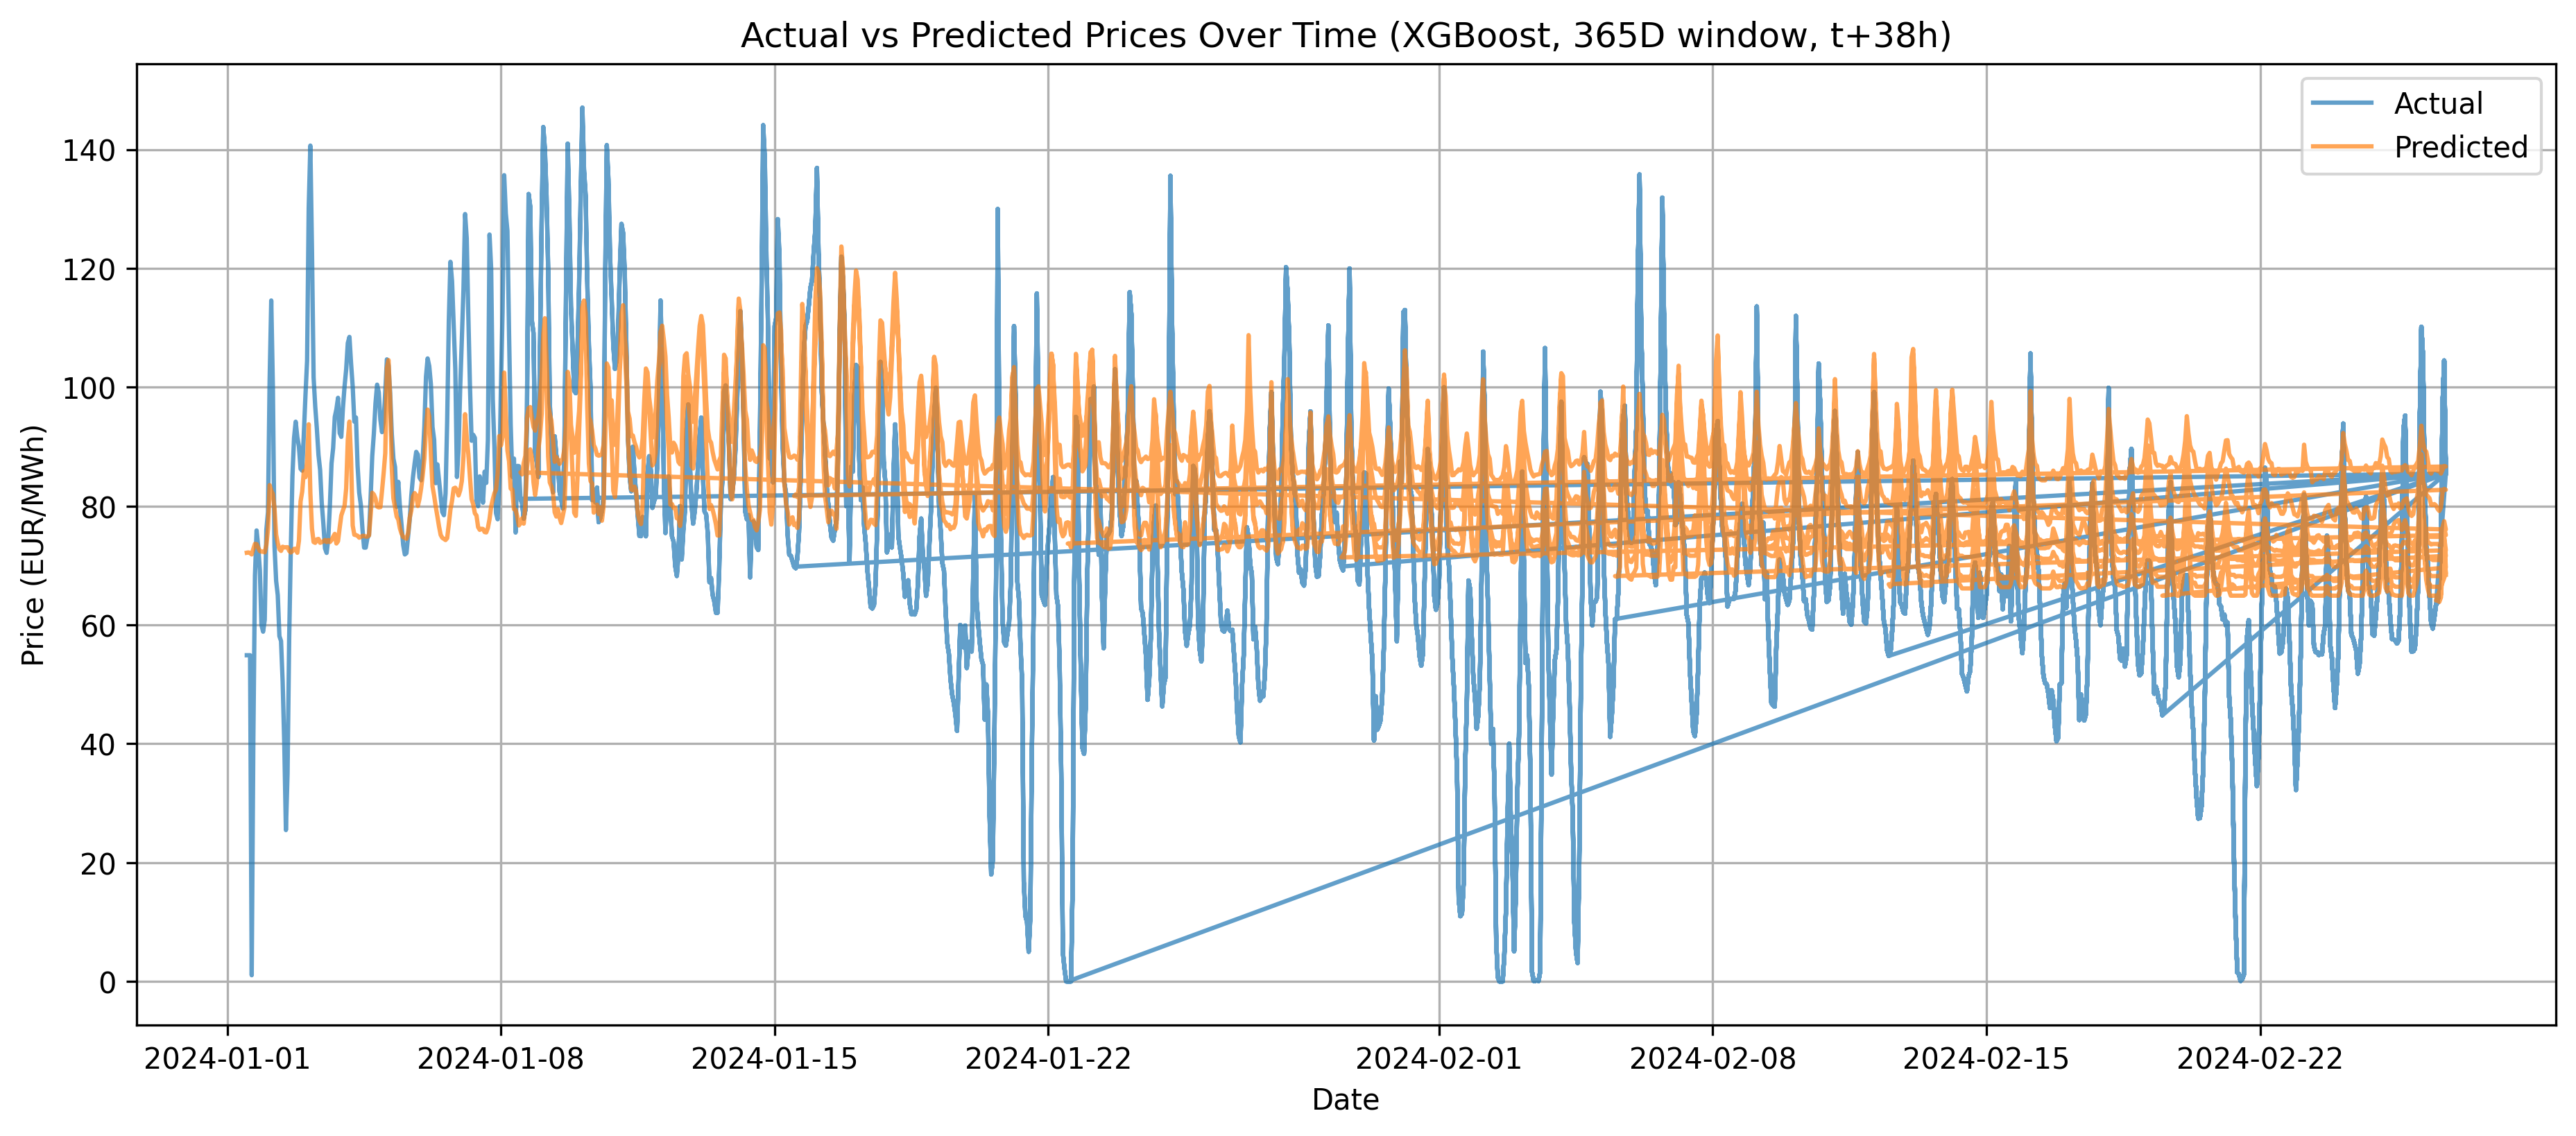 Actual vs Predicted Prices Over Time (XGBoost, 365D window, t+38h)
Actual
Predicted
Price (EUR/MWh)
140
120
100
80
60
40
20
0
2024-01-01 2024-01-08 2024-01-15 2024-01-22 2024-02-01 2024-02-08 2024-02-15 2024-02-22
Date